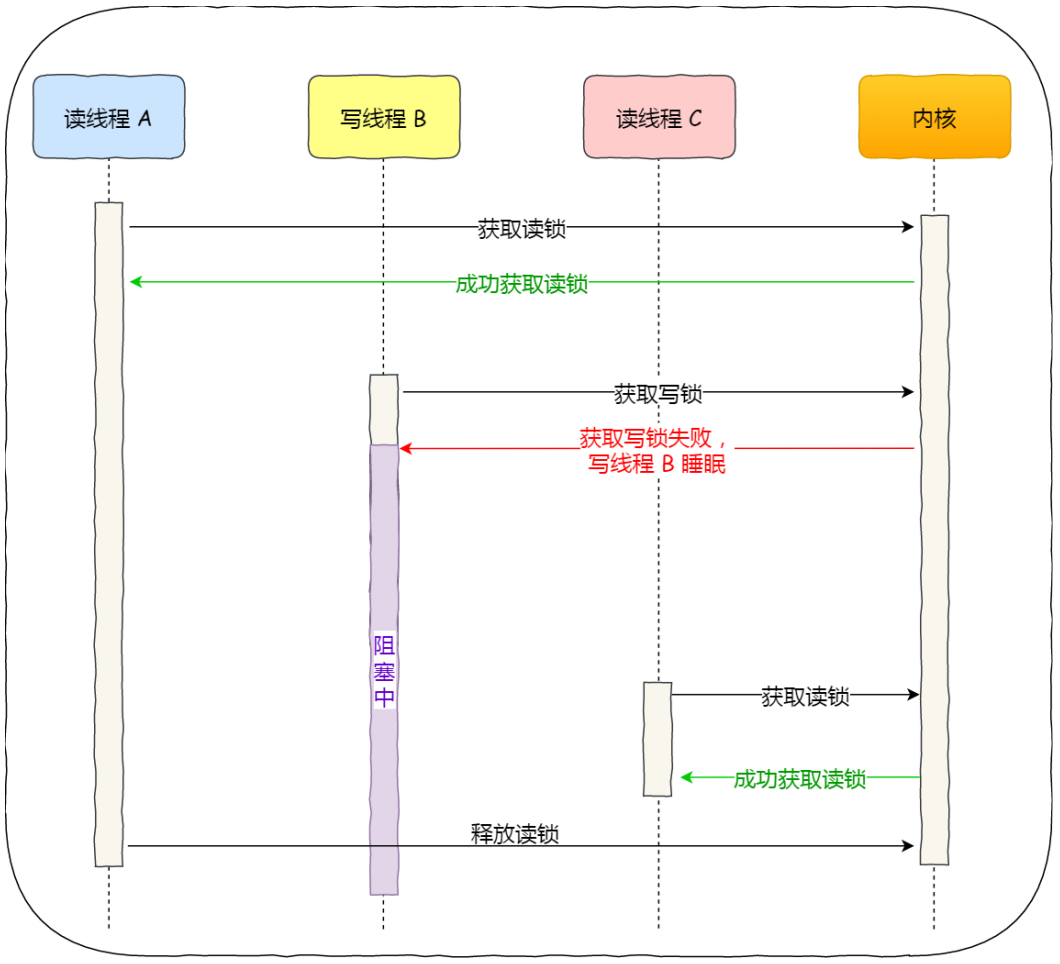 读线程 A
写线程 B
读线程 C
内核
获取读锁
成功获取读锁
获取写锁
获取写锁失败，
写线程 B 睡眠
阻
塞
中
获取读锁
成功获取读锁
释放读锁